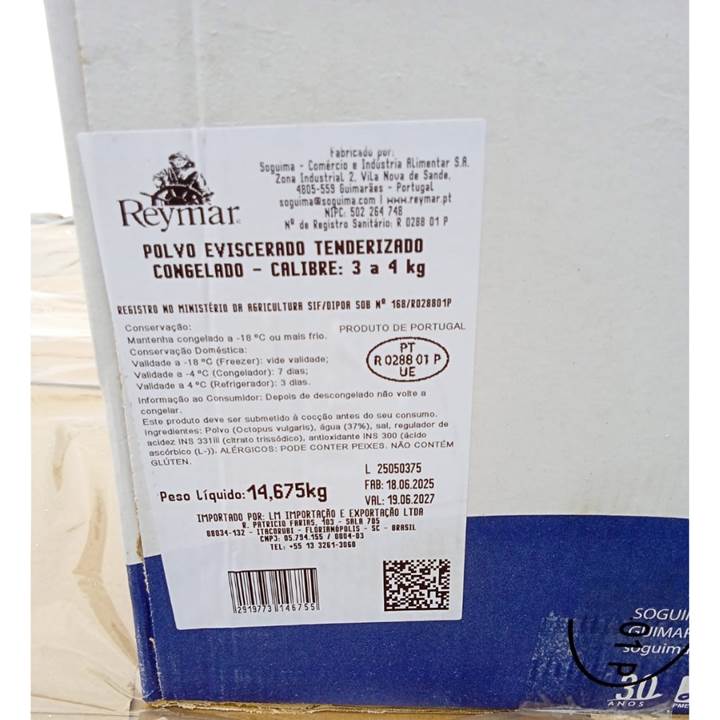 Reymar
Fabricado por:
Soguima - Comércio e Indústria Alimentar S.A.
Zona Industrial 2, Vila Nova de Sande,
4805-559 Guimarães - Portugal
soguima@soguima.com | www.reymar.pt
NIPC: 502 264 748
Nº de Registro Sanitário: R 0288 01 P
POLVO EVISCERADO TENDERIZADO
CONGELADO - CALIBRE: 3 a 4 kg
REGISTRO NO MINISTÉRIO DA AGRICULTURA SIF/DIPOA SOB Nº 168/R028801P
Conservação:
Mantenha congelado a -18 ºC ou mais frio.
Conservação Doméstica:
Validade a -18 ºC (Freezer): vide validade;
Validade a -4 ºC (Congelador): 7 dias;
Validade a 4 ºC (Refrigerador): 3 dias.
PRODUTO DE PORTUGAL
PT
R 0288 01 P
UE
Informação ao Consumidor: Depois de descongelado não volte a
congelar.
Este produto deve ser submetido à cocção antes do seu consumo.
Ingredientes: Polvo (Octopus vulgaris), água (37%), sal, regulador de
acidez INS 331iii (citrato trissódico), antioxidante INS 300 (ácido
ascórbico (L-)). ALÉRGICOS: PODE CONTER PEIXES. NÃO CONTÉM
GLÚTEN.
L 25050375
FAB: 18.06.2025
VAL: 19.06.2027
Peso Líquido: 14,675kg
IMPORTADO POR: LM IMPORTAÇÃO E EXPORTAÇÃO LTDA
R. PATRICIO FARIAS, 103 - SALA 705
88034-132 - ITACORUBI - FLORIANÓPOLIS - SC - BRASIL
CNPJ: 05.794.155 / 0004-03
TEL: +55 13 3261-3068
2919773146755
SOGUI
GUIMAR
soguim
01 P
30
ANOS
PME